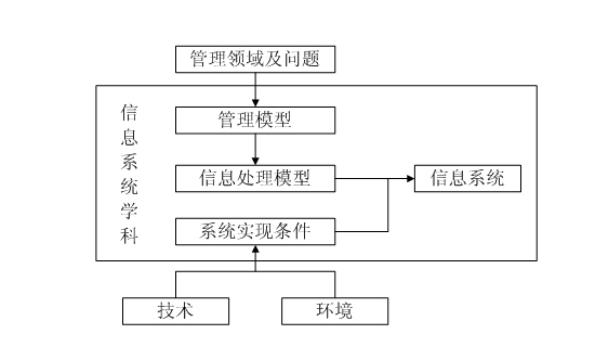 管理领域及问题
信息系统学科
管理模型
信息处理模型
信息系统
系统实现条件
技术
环境